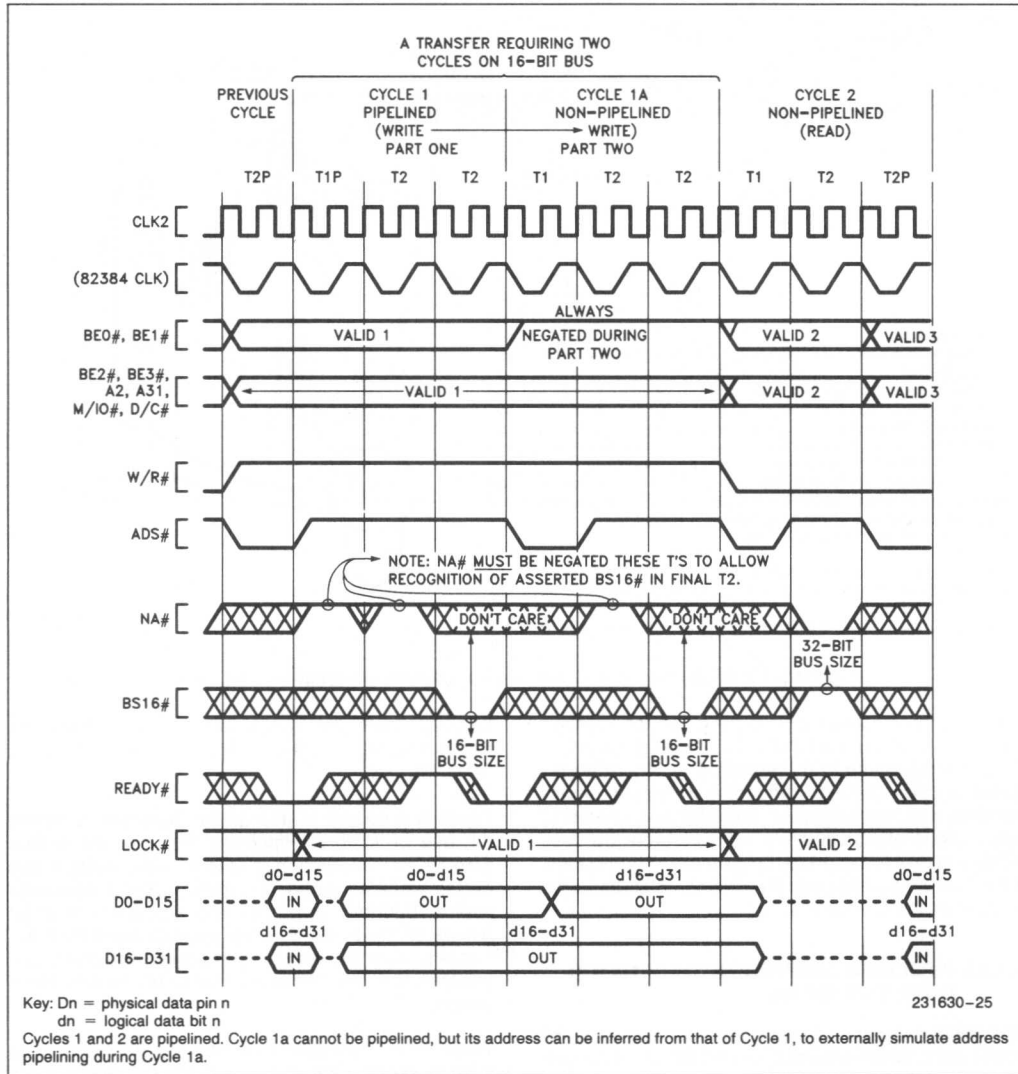 A TRANSFER REQUIRING TWO
CYCLES ON 16-BIT BUS
PREVIOUS
CYCLE
CYCLE 1
PIPELINED
(WRITE
PART ONE
CYCLE 1A
NON-PIPELINED
WRITE)
PART TWO
CYCLE 2
NON-PIPELINED
(READ)
T2P T1P T2 T2 T1 T2 T2 T1 T2 T2P
CLK2
(82384 CLK)
BE0#, BE1#
VALID 1
ALWAYS
NEGATED DURING
PART TWO
VALID 2
VALID 3
BE2#, BE3#,
A2, A31,
M/IO#, D/C#
VALID 1
VALID 2
VALID 3
W/R#
ADS#
NOTE: NA# MUST BE NEGATED THESE T'S TO ALLOW
RECOGNITION OF ASSERTED BS16# IN FINAL T2.
NA#
DON'T CARE
DON'T CARE
32-BIT
BUS SIZE
BS16#
16-BIT
BUS SIZE
16-BIT
BUS SIZE
READY#
LOCK#
VALID 1
VALID 2
d0-d15 d0-d15 d16-d31 d0-d15
D0-D15
IN OUT OUT IN
d16-d31 d16-d31 d16-d31
D16-D31
IN OUT IN
Key: Dn = physical data pin n
231630-25
dn = logical data bit n
Cycles 1 and 2 are pipelined. Cycle 1a cannot be pipelined, but its address can be inferred from that of Cycle 1, to externally simulate address
pipelining during Cycle 1a.